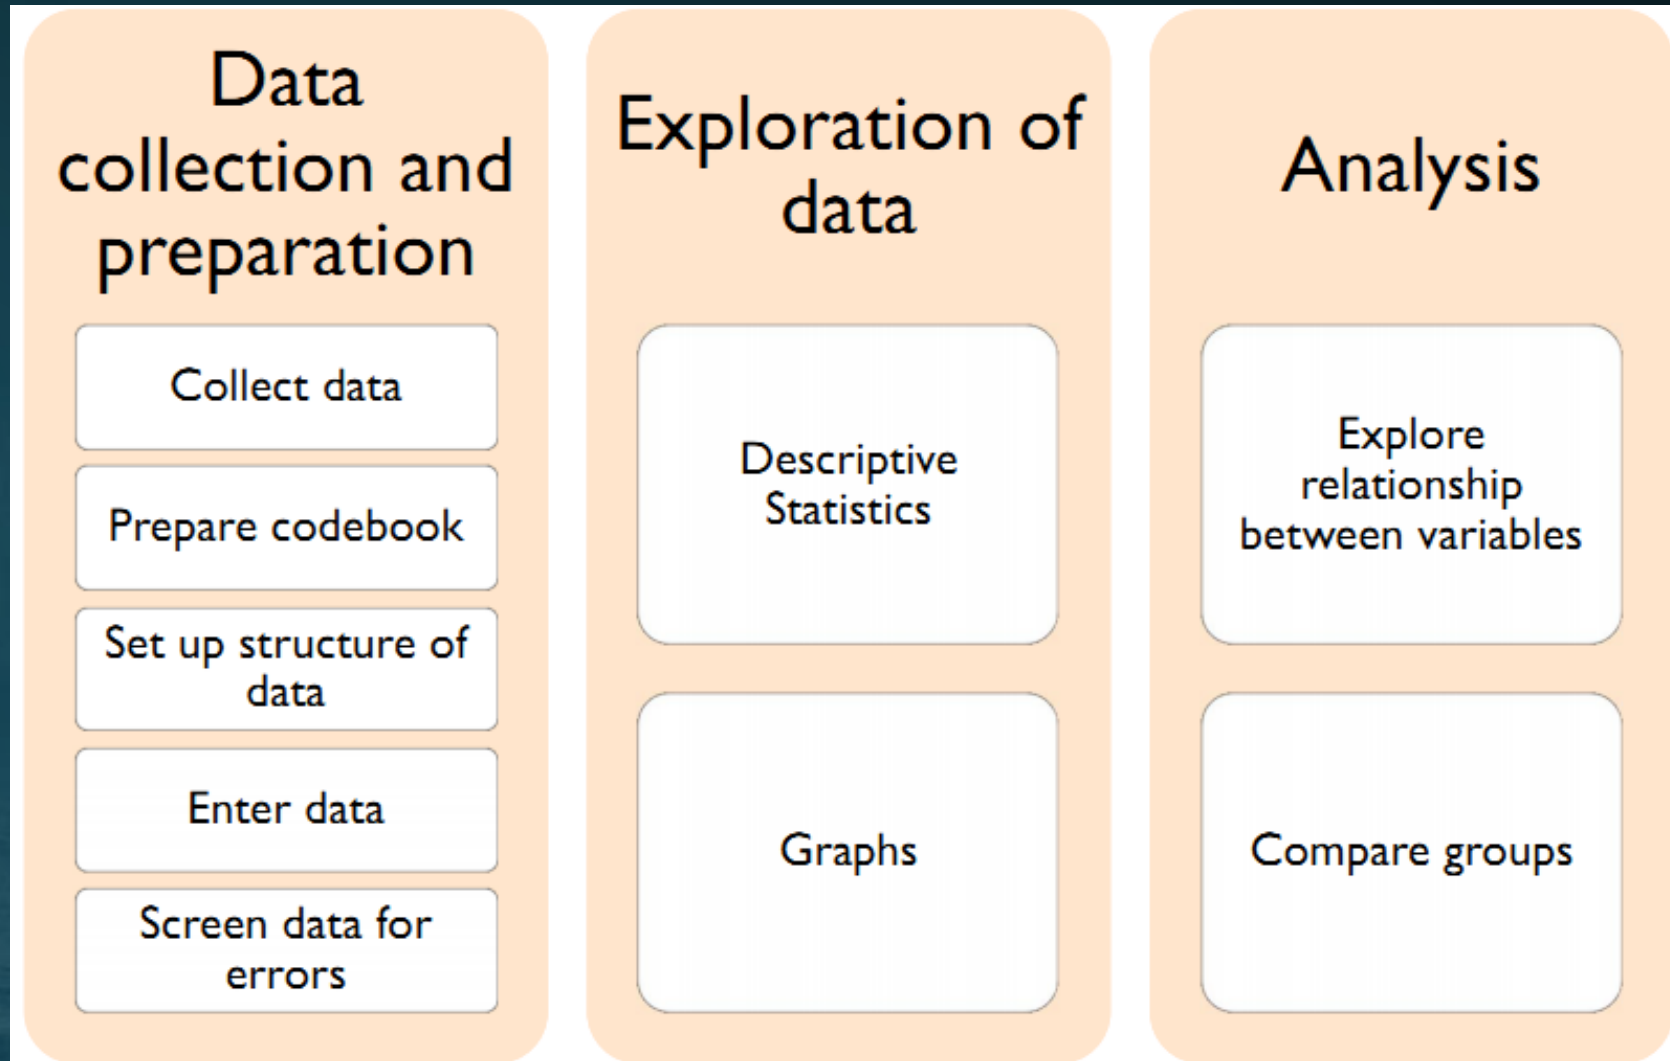 Data
collection and
preparation
Collect data
Prepare codebook
Set up structure of
data
Enter data
Screen data for
errors
Exploration of
data
Descriptive
Statistics
Graphs
Analysis
Explore
relationship
between variables
Compare groups